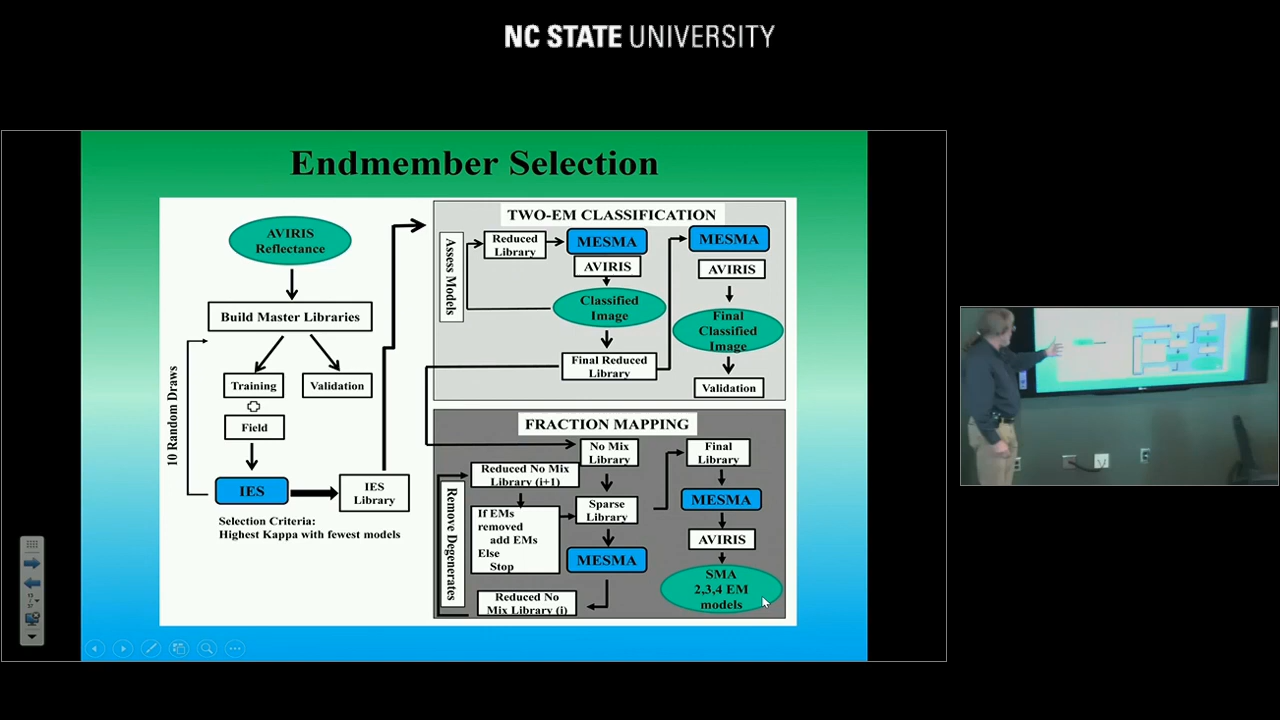 NC STATE UNIVERSITY
Endmember Selection
AVIRIS
Reflectance
Build Master Libraries
Training
Validation
Field
10 Random Draws
IES
IES
Library
Selection Criteria:
Highest Kappa with fewest models
TWO-EM CLASSIFICATION
Assess Models
Reduced
Library
MESMA
AVIRIS
Classified
Image
Final Reduced
Library
MESMA
AVIRIS
Final
Classified
Image
Validation
FRACTION MAPPING
No Mix
Library
Reduced No Mix
Library (i+1)
If EMs
removed
add EMs
Else
Stop
Remove Degenerates
Sparse
Library
MESMA
Reduced No
Mix Library (i)
Final
Library
MESMA
AVIRIS
SMA
2,3,4 EM
models